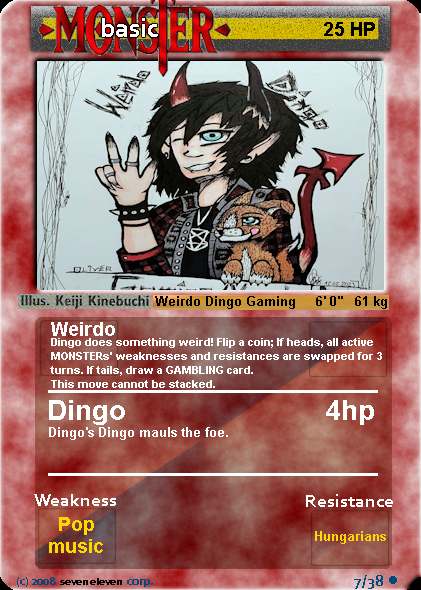 MONSTER
basic
25 HP
Weirdo
Dingo
OLIVER
Illus. Keiji Kinebuchi
Weirdo Dingo Gaming 6'0" 61 kg
Weirdo
Dingo does something weird! Flip a coin; If heads, all active
MONSTERs' weaknesses and resistances are swapped for 3
turns. If tails, draw a GAMBLING card.
This move cannot be stacked.
Dingo 4hp
Dingo's Dingo mauls the foe.
Weakness
Resistance
Pop
music
Hungarians
(c) 2008 seveneleven corp.
7/38